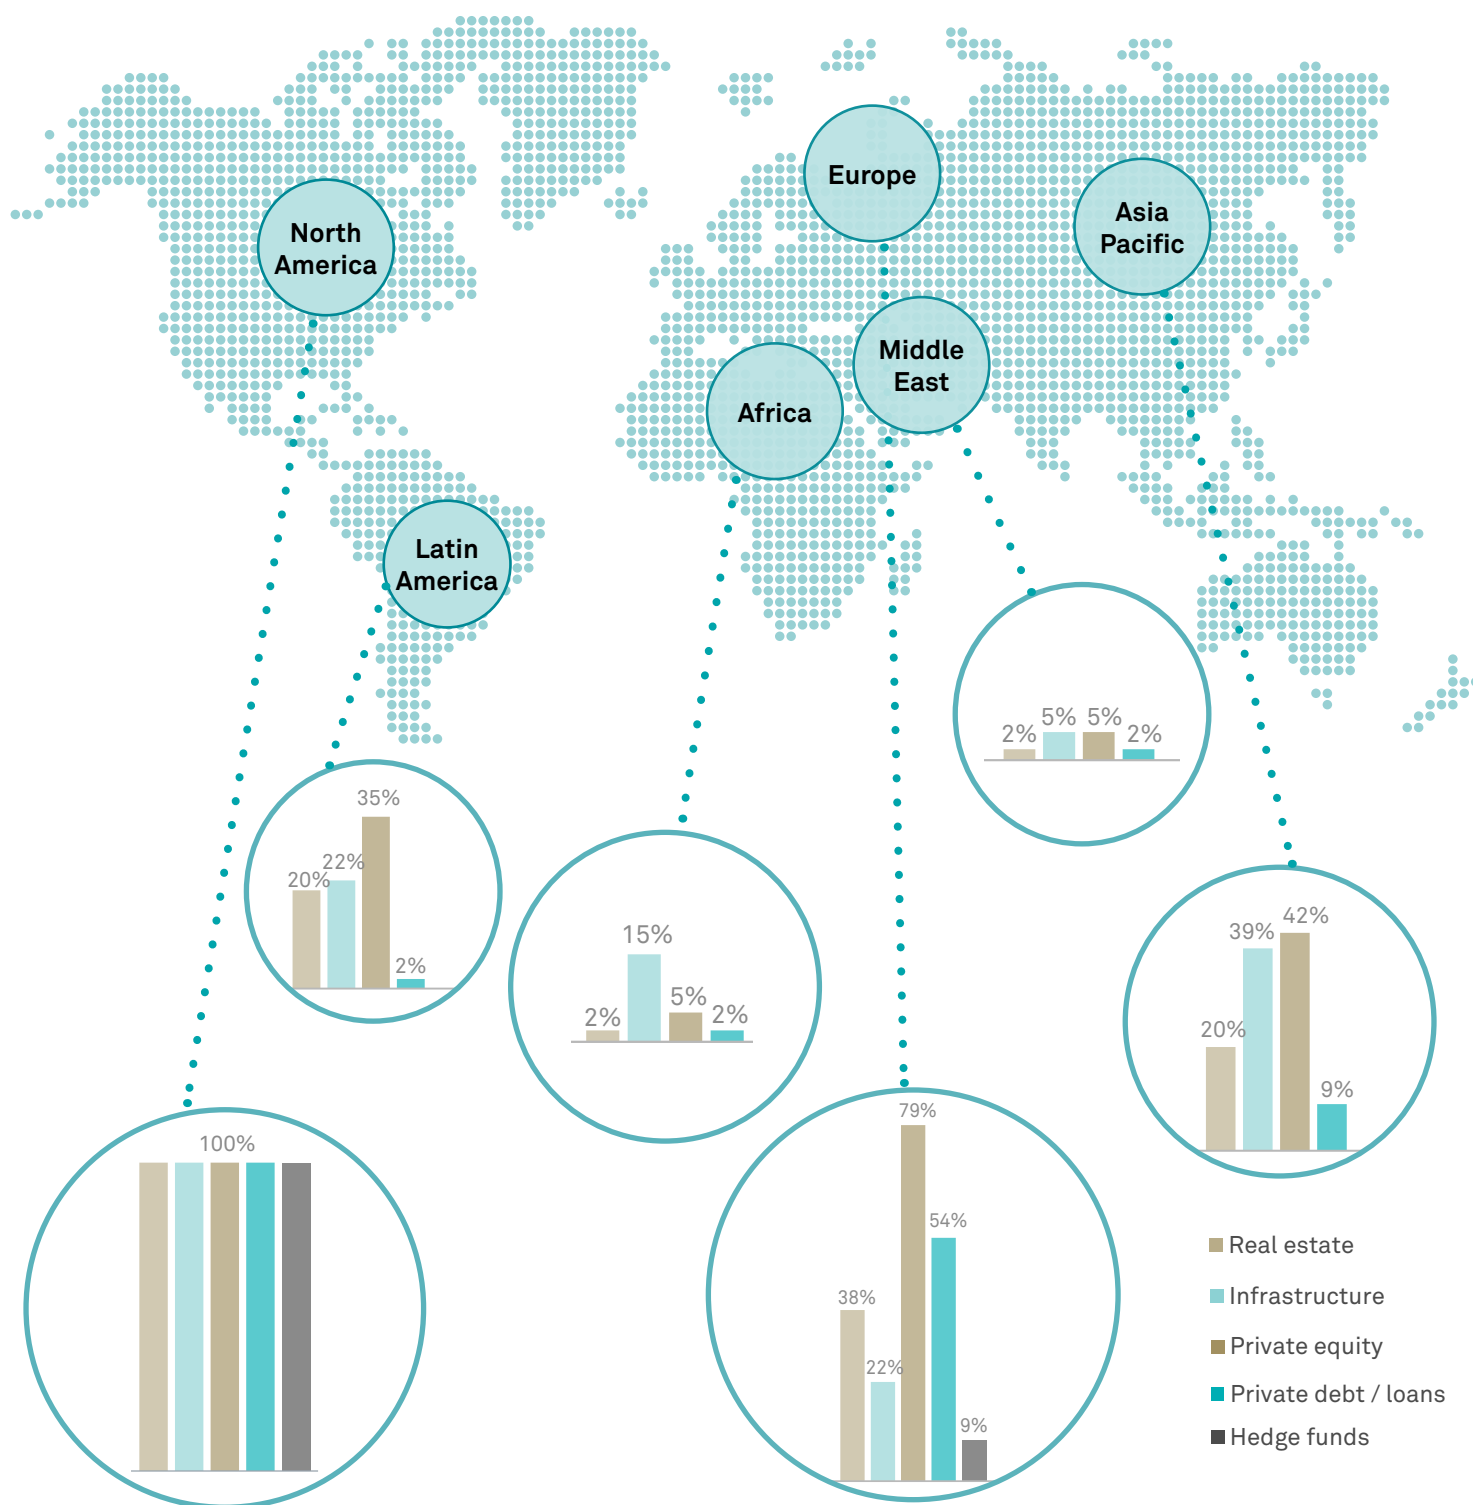 Europe
Asia
Pacific
North
America
Middle
East
Africa
Latin
America
2%
5%
5%
2%
35%
22%
20%
2%
15%
5%
2%
2%
42%
39%
20%
9%
79%
54%
38%
22%
9%
100%
Real estate
Infrastructure
Private equity
Private debt / loans
Hedge funds